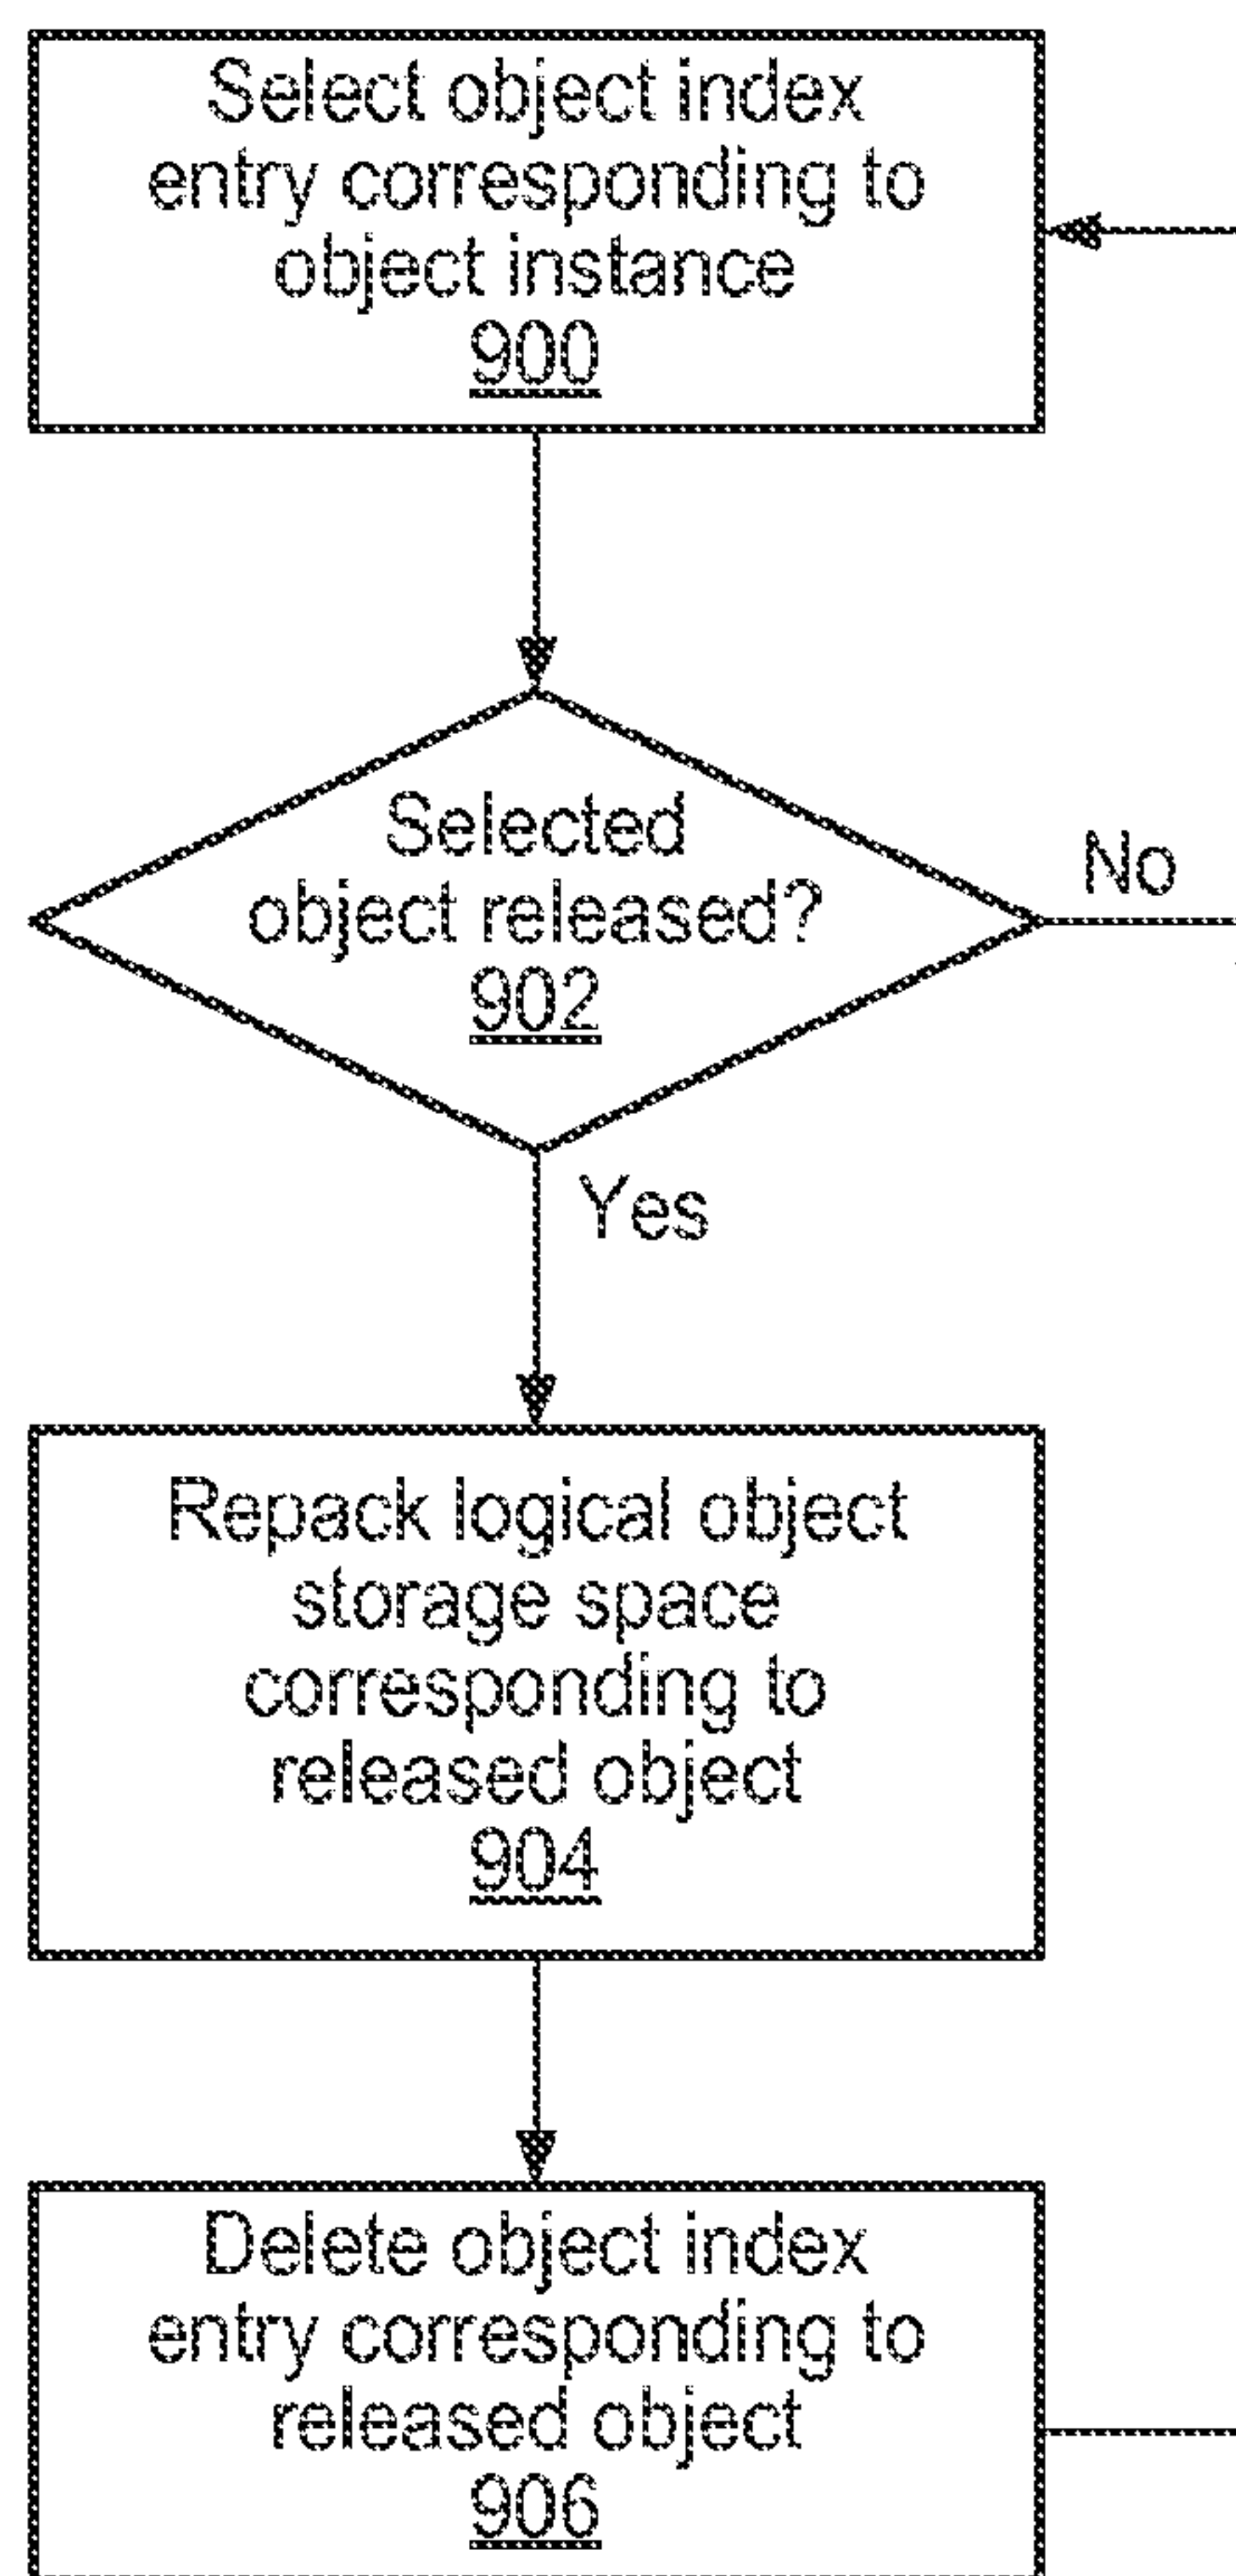 Select object index
entry corresponding to
object instance
900
Selected
object released?
902
No
Yes
Repack logical object
storage space
corresponding to
released object
904
Delete object index
entry corresponding to
released object
906